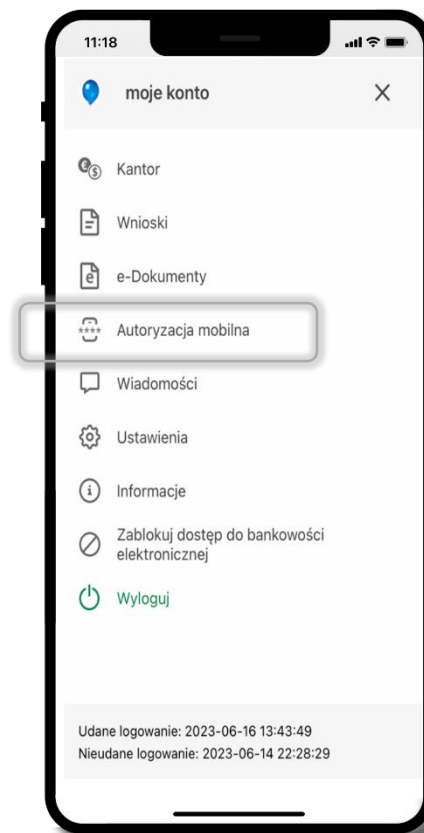 11:18
moje konto
Kantor
Wnioski
e-Dokumenty
Autoryzacja mobilna
Wiadomości
Ustawienia
Informacje
Zablokuj dostęp do bankowości
elektronicznej
Wyloguj
Udane logowanie: 2023-06-16 13:43:49
Nieudane logowanie: 2023-06-14 22:28:29